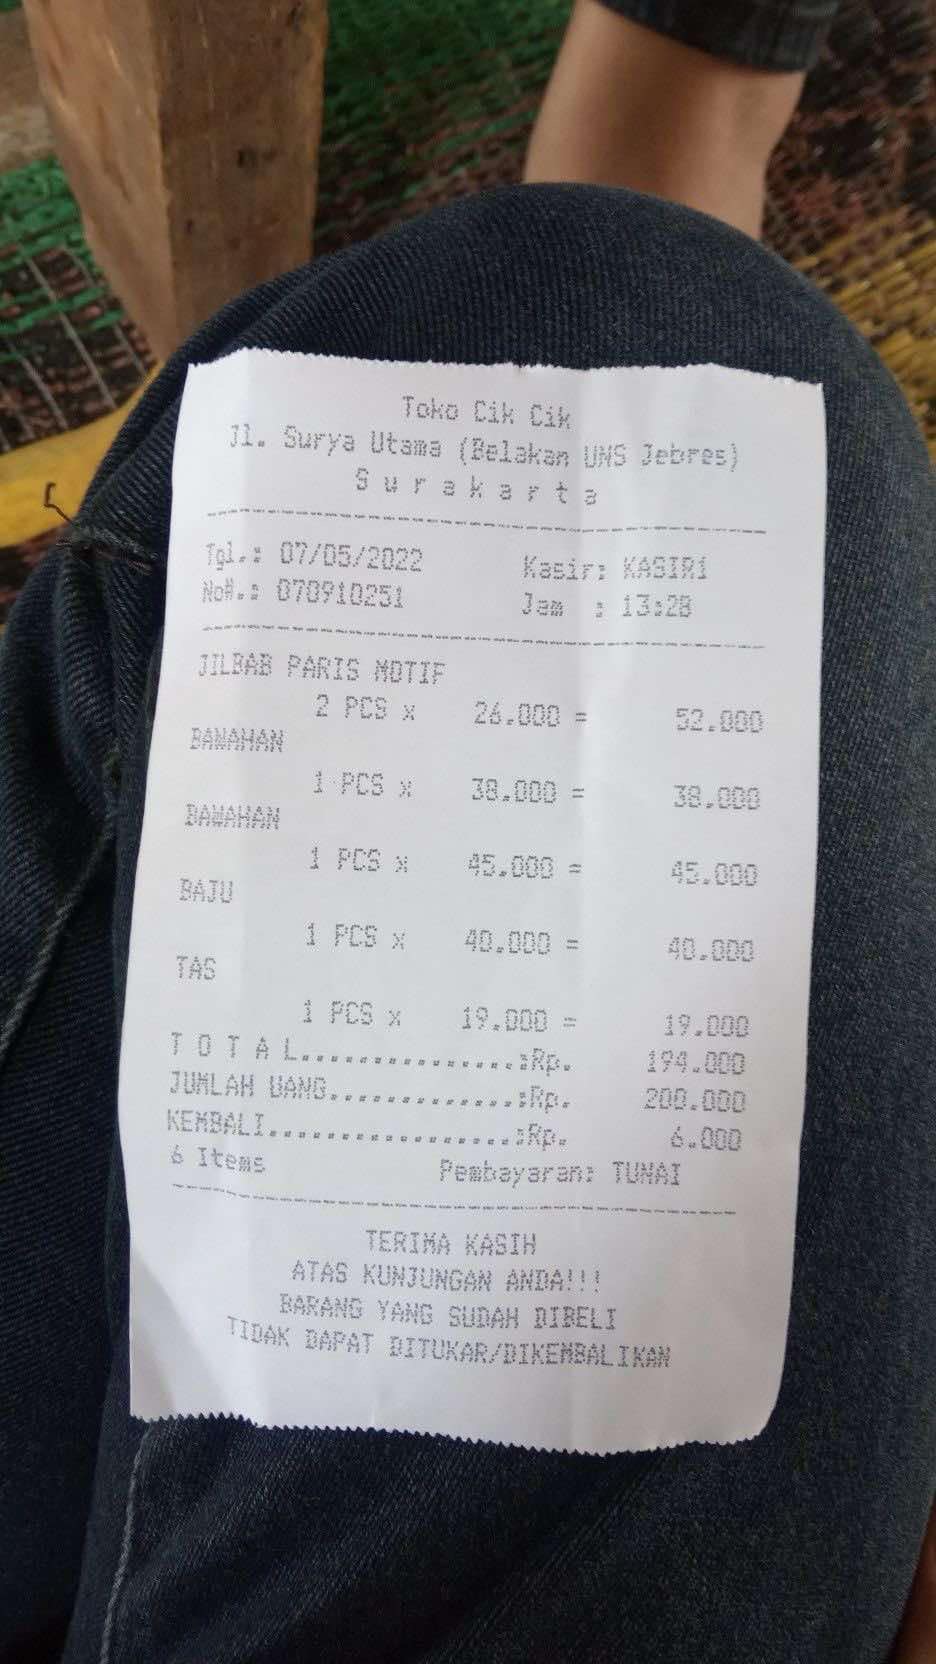 Toko Cik Cik
Jl. Surya Utama (Belakan UNS Jebres)
S u r a k a r t a
Tgl.: 07/05/2022 Kasir: KASIR1
No#.: 070910251 Jam : 13:28
JILBAB PARIS MOTIF
2 PCS x 26.000 = 52.000
BAWAHAN
1 PCS x 38.000 = 38.000
BAWAHAN
1 PCS x 45.000 = 45.000
BAJU
1 PCS x 40.000 = 40.000
TAS
1 PCS x 19.000 = 19.000
T O T A L................:Rp. 194.000
JUMLAH UANG..............:Rp. 200.000
KEMBALI..................:Rp. 6.000
6 Items Pembayaran: TUNAI
TERIMA KASIH
ATAS KUNJUNGAN ANDA!!!
BARANG YANG SUDAH DIBELI
TIDAK DAPAT DITUKAR/DIKEMBALIKAN